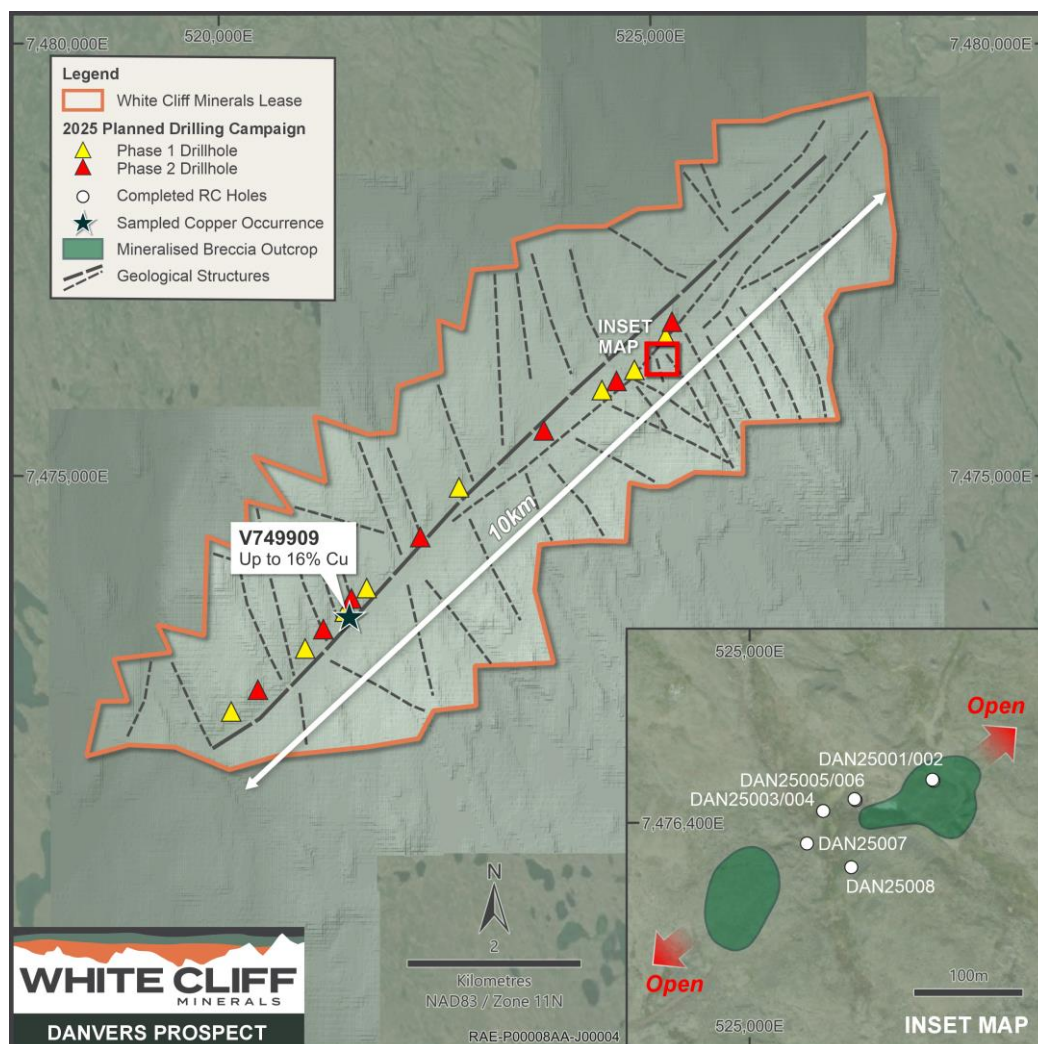 520,000E
525,000E
7,480,000E
7,480,000E
Legend
White Cliff Minerals Lease
2025 Planned Drilling Campaign
Phase 1 Drillhole
Phase 2 Drillhole
Completed RC Holes
Sampled Copper Occurrence
Mineralised Breccia Outcrop
Geological Structures
INSET
MAP
7,475,000E
7,475,000E
10km
V749909
Up to 16% Cu
525,000E
Open
DAN25001/002
DAN25005/006
DAN25003/004
7,476,400E
DAN25007
DAN25008
Open
100m
525,000E
INSET MAP
N
2
Kilometres
NAD83 / Zone 11N
RAE-P00008AA-J00004
WHITE CLIFF
MINERALS
DANVERS PROSPECT